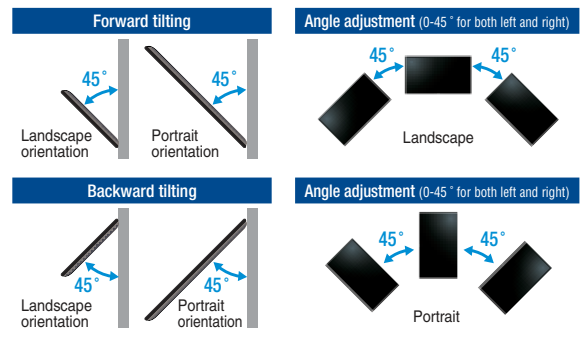 Forward tilting
45°
Landscape
orientation
45°
Portrait
orientation
Angle adjustment (0-45 ° for both left and right)
45°
45°
Landscape
Backward tilting
45°
Landscape
orientation
45°
Portrait
orientation
Angle adjustment (0-45 ° for both left and right)
45°
45°
Portrait